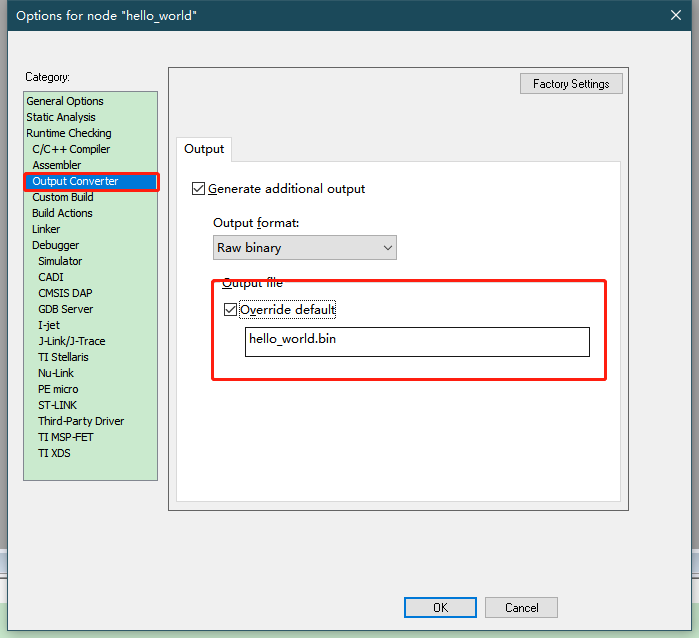 Options for node "hello_world"
Category:
General Options
Static Analysis
Runtime Checking
C/C++ Compiler
Assembler
Output Converter
Custom Build
Build Actions
Linker
Debugger
Simulator
CADI
CMSIS DAP
GDB Server
I-jet
J-Link/J-Trace
TI Stellaris
Nu-Link
PE micro
ST-LINK
Third-Party Driver
TI MSP-FET
TI XDS
Factory Settings
Output
Generate additional output
Output format:
Raw binary
Output file
Override default
hello_world.bin
OK
Cancel